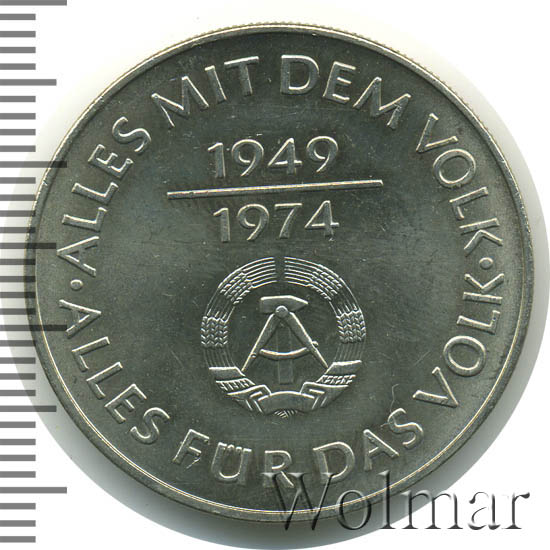 · ALLES MIT DEM VOLK ·
ALLES FÜR DAS VOLK
1949
1974
Wolmar